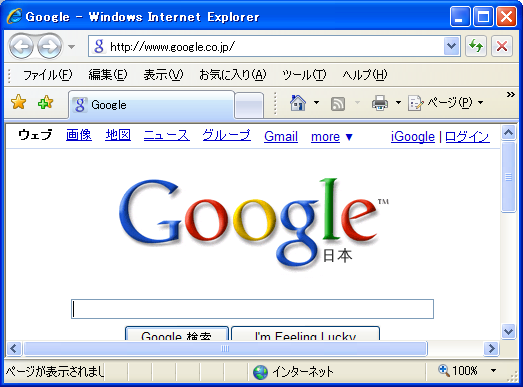 Google - Windows Internet Explorer
http://www.google.co.jp/
ファイル(F) 編集(E) 表示(V) お気に入り(A) ツール(T) ヘルプ(H)
Google ページ(P) »
ウェブ 画像 地図 ニュース グループ Gmail more ▼ iGoogle | ログイン
Google™
日本
Google 検索 I'm Feeling Lucky
ページが表示されまし インターネット 100%